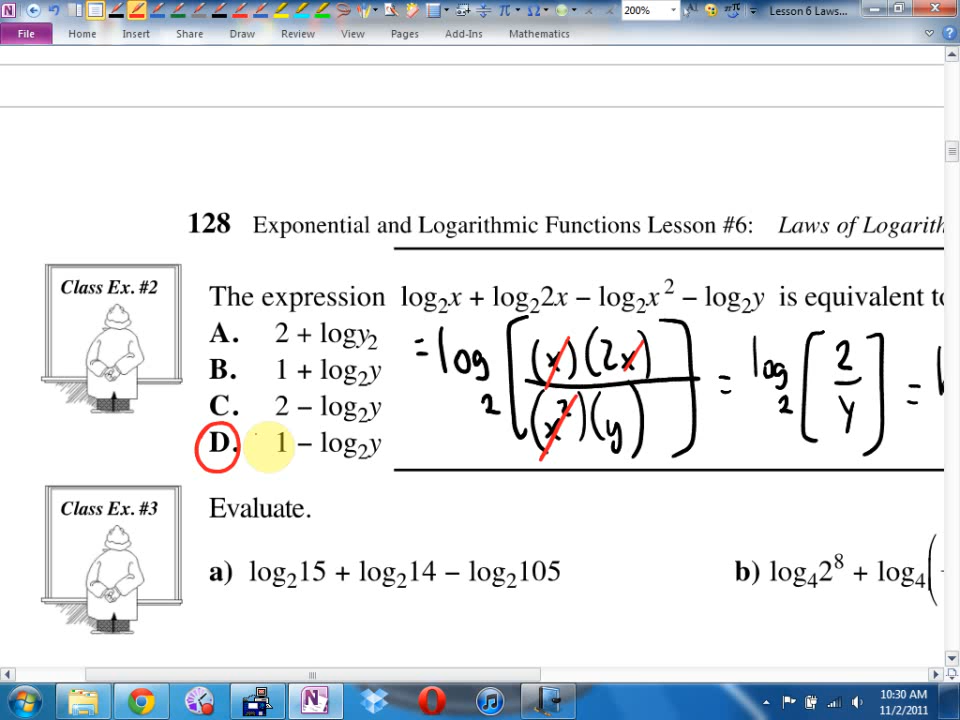 200% Lesson 6 Laws...
File Home Insert Share Draw Review View Pages Add-Ins Mathematics
128 Exponential and Logarithmic Functions Lesson #6: Laws of Logarith
Class Ex. #2
The expression log₂x + log₂2x − log₂x² − log₂y is equivalent to
A. 2 + logy₂
B. 1 + log₂y
C. 2 − log₂y
D. 1 − log₂y
= log₂ [ (x)(2x) / (x²)(y) ] = log₂ [ 2 / y ] =
Class Ex. #3
Evaluate.
a) log₂15 + log₂14 − log₂105 b) log₄2⁸ + log₄(
10:30 AM
11/2/2011